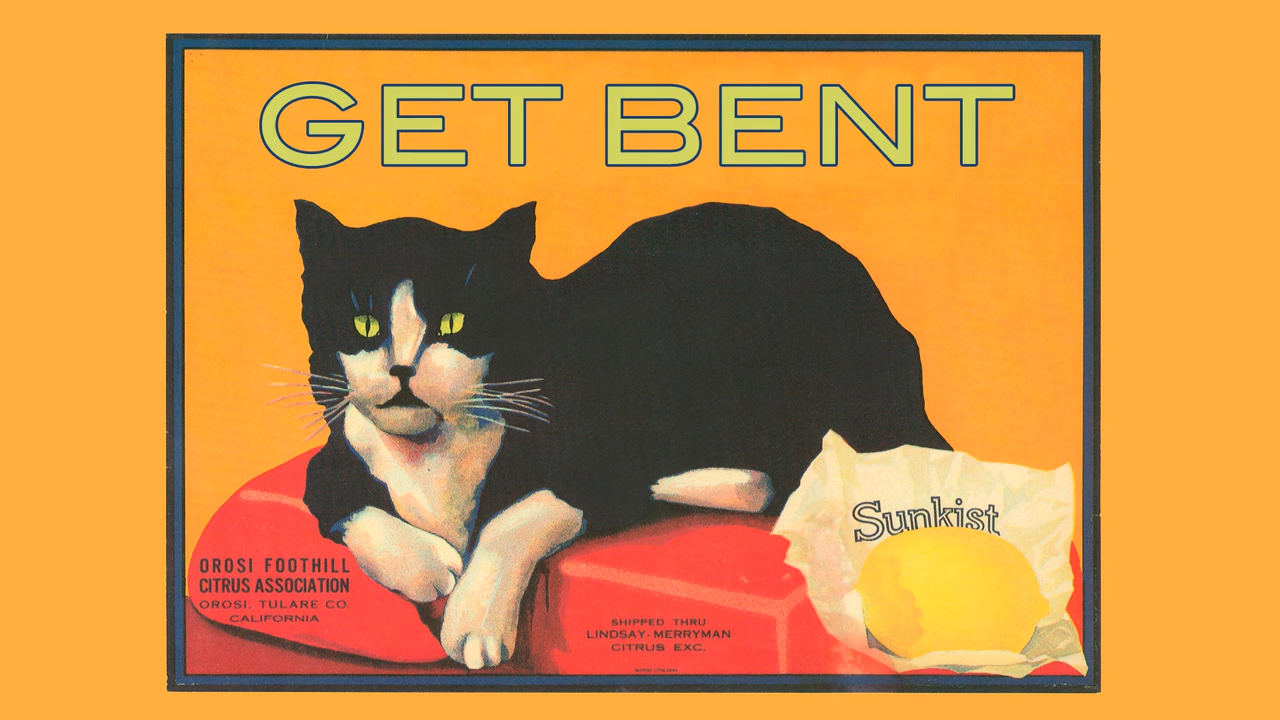 GET BENT
Sunkist
OROSI FOOTHILL
CITRUS ASSOCIATION
OROSI, TULARE CO.
CALIFORNIA
SHIPPED THRU
LINDSAY-MERRYMAN
CITRUS EXC.